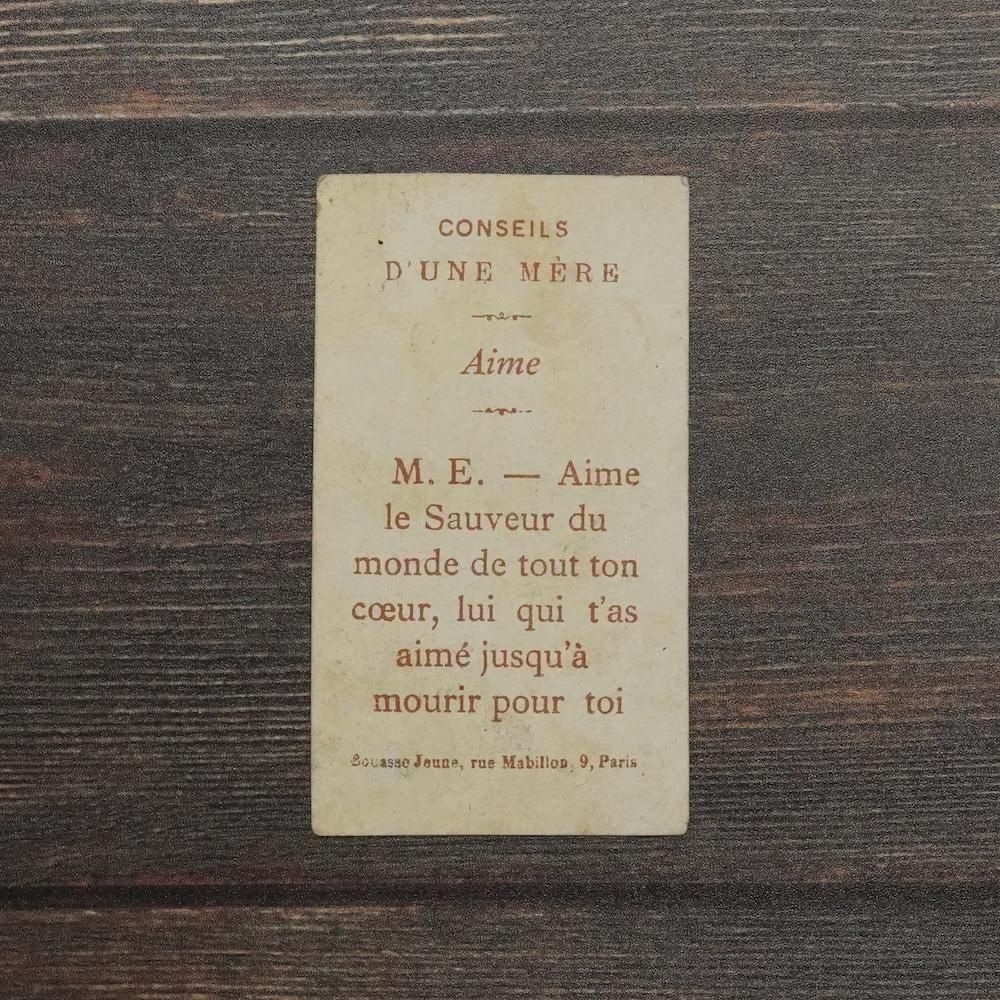 CONSEILS
D'UNE MÈRE
Aime
M. E. — Aime
le Sauveur du
monde de tout ton
cœur, lui qui t'as
aimé jusqu'à
mourir pour toi
Bouasse Jeune, rue Mabillon, 9, Paris